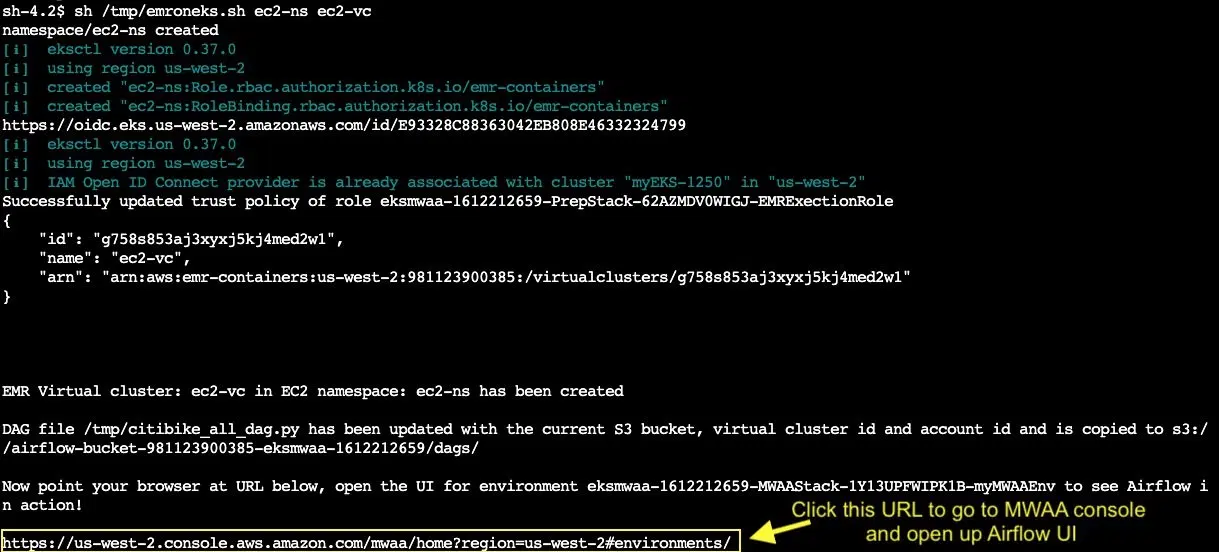 sh-4.2$ sh /tmp/emroneks.sh ec2-ns ec2-vc
namespace/ec2-ns created
[ℹ]  eksctl version 0.37.0
[ℹ]  using region us-west-2
[ℹ]  created "ec2-ns:Role.rbac.authorization.k8s.io/emr-containers"
[ℹ]  created "ec2-ns:RoleBinding.rbac.authorization.k8s.io/emr-containers"
https://oidc.eks.us-west-2.amazonaws.com/id/E93328C88363042EB808E46332324799
[ℹ]  eksctl version 0.37.0
[ℹ]  using region us-west-2
[ℹ]  IAM Open ID Connect provider is already associated with cluster "myEKS-1250" in "us-west-2"
Successfully updated trust policy of role eksmwaa-1612212659-PrepStack-62AZMDV0WIGJ-EMRExectionRole
{
    "id": "g758s853aj3xyxj5kj4med2w1",
    "name": "ec2-vc",
    "arn": "arn:aws:emr-containers:us-west-2:981123900385:/virtualclusters/g758s853aj3xyxj5kj4med2w1"
}
EMR Virtual cluster: ec2-vc in EC2 namespace: ec2-ns has been created
DAG file /tmp/citibike_all_dag.py has been updated with the current S3 bucket, virtual cluster id and account id and is copied to s3:/
/airflow-bucket-981123900385-eksmwaa-1612212659/dags/
Now point your browser at URL below, open the UI for environment eksmwaa-1612212659-MWAAStack-1Y13UPFWIPK1B-myMWAAEnv to see Airflow i
n action!
https://us-west-2.console.aws.amazon.com/mwaa/home?region=us-west-2#environments/
Click this URL to go to MWAA console
and open up Airflow UI